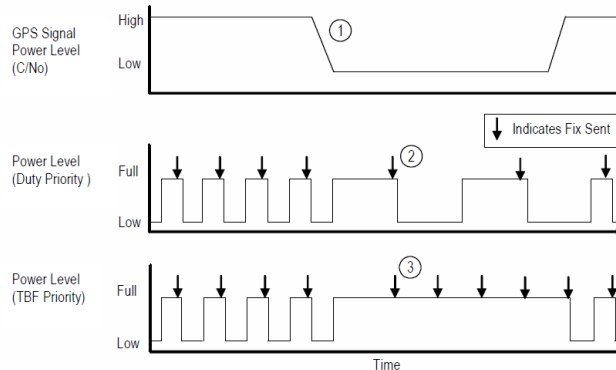 GPS Signal
Power Level
(C/No)
High
Low
1
Indicates Fix Sent
Power Level
(Duty Priority )
Full
Low
2
Power Level
(TBF Priority)
Full
Low
3
Time